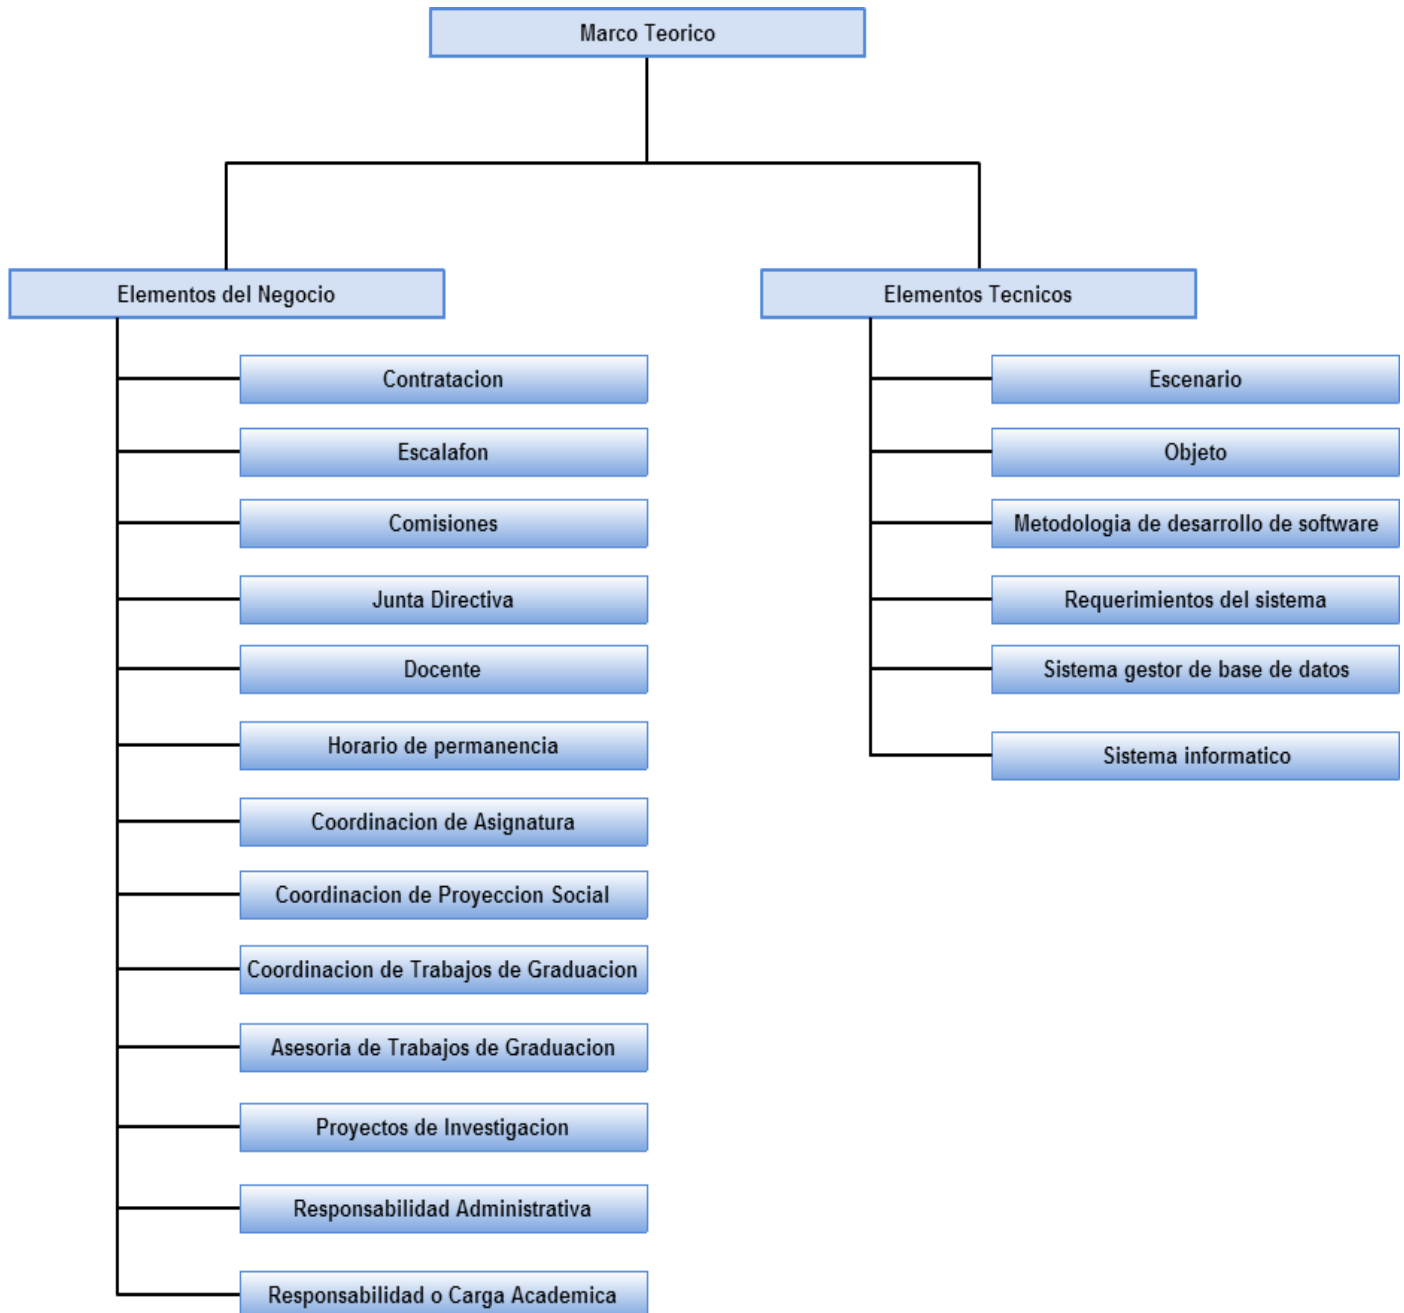 Marco Teorico
Elementos del Negocio
Contratacion
Escalafon
Comisiones
Junta Directiva
Docente
Horario de permanencia
Coordinacion de Asignatura
Coordinacion de Proyeccion Social
Coordinacion de Trabajos de Graduacion
Asesoria de Trabajos de Graduacion
Proyectos de Investigacion
Responsabilidad Administrativa
Responsabilidad o Carga Academica
Elementos Tecnicos
Escenario
Objeto
Metodologia de desarrollo de software
Requerimientos del sistema
Sistema gestor de base de datos
Sistema informatico